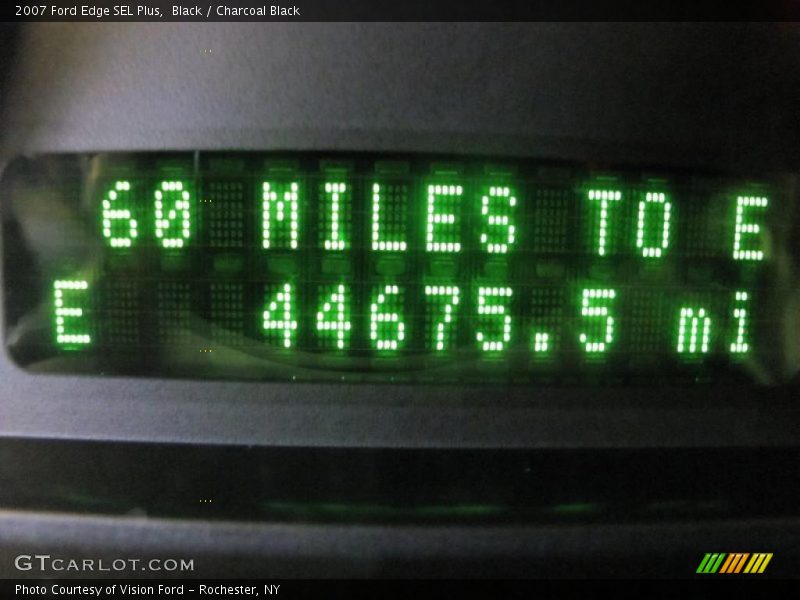 2007 Ford Edge SEL Plus,  Black / Charcoal Black
60 MILES TO E
E 44675.5 mi
GTCARLOT.COM
Photo Courtesy of Vision Ford - Rochester, NY